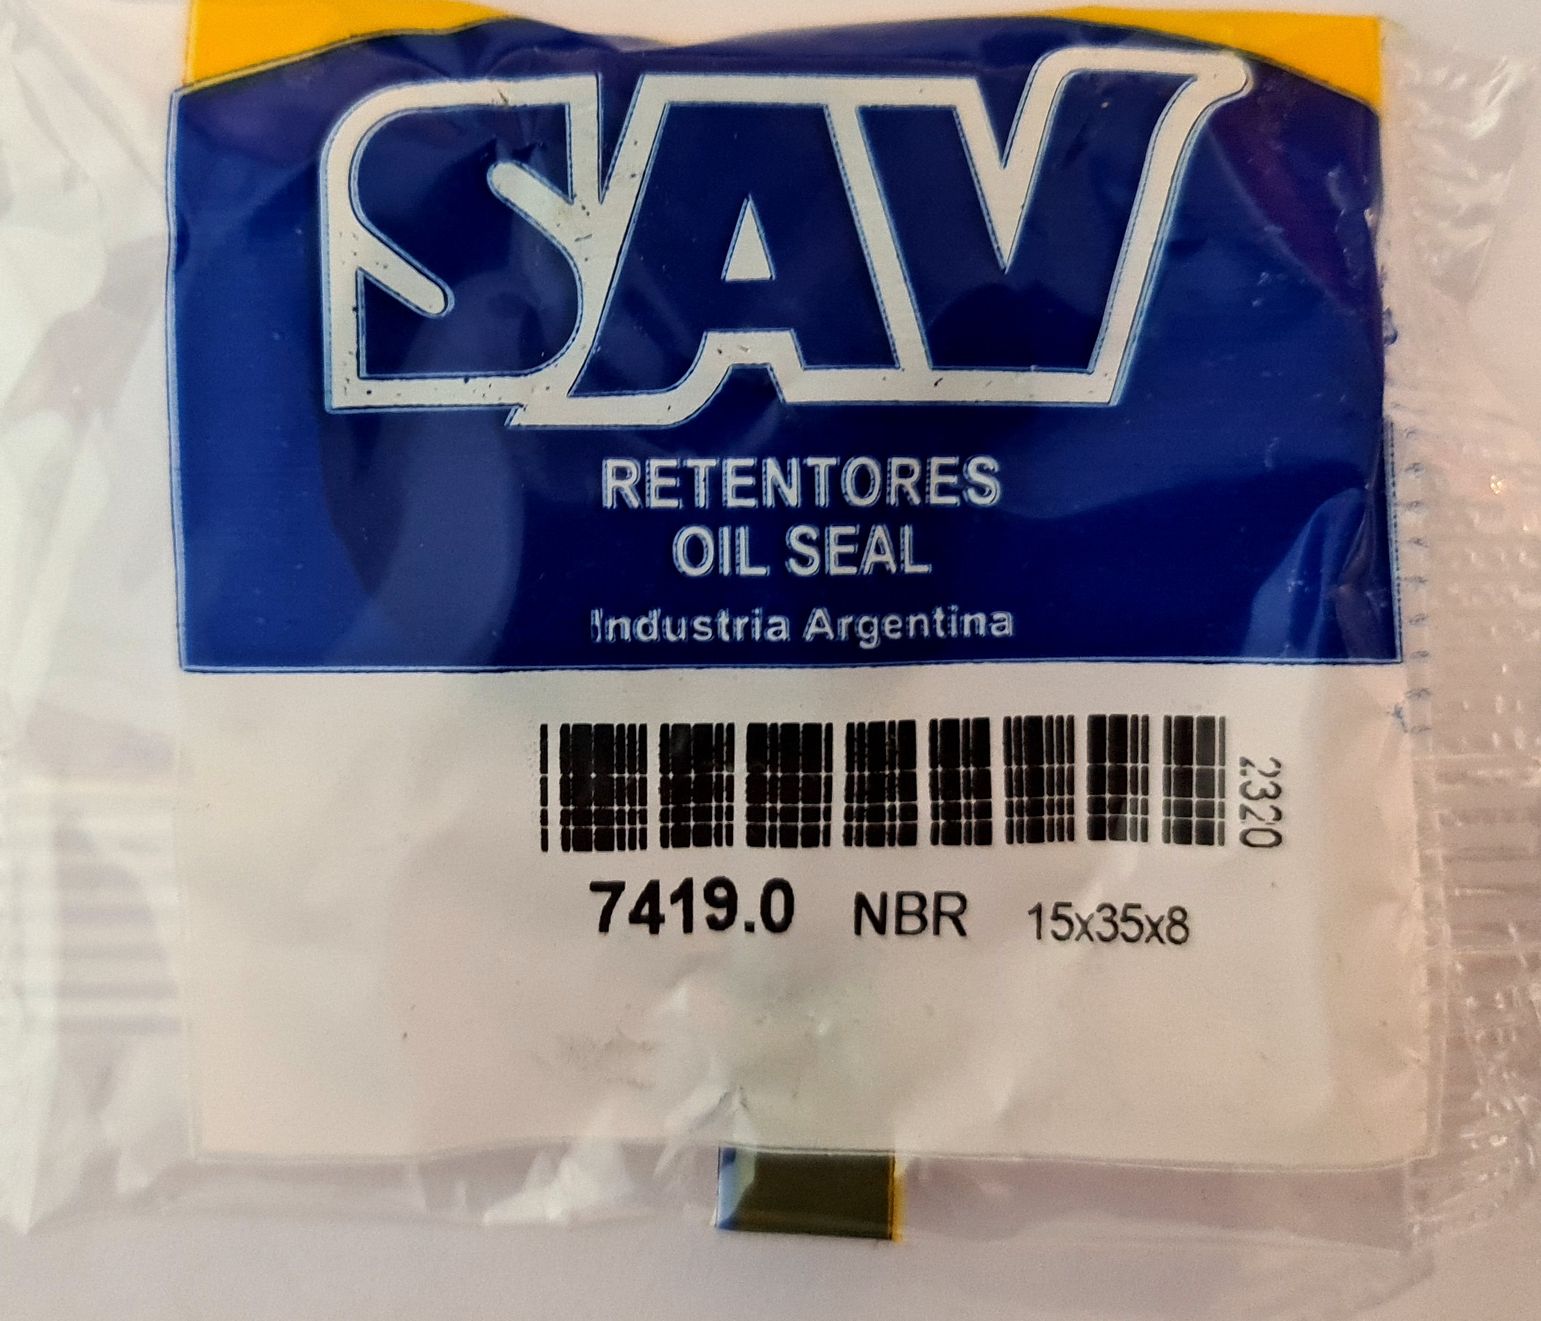 SAV
RETENTORES
OIL SEAL
Industria Argentina
2320
7419.0 NBR 15x35x8